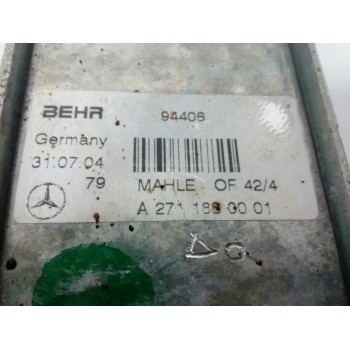 BEHR 94406
Germany
31.07.04
79 MAHLE OF 42/4
A 271 188 00 01